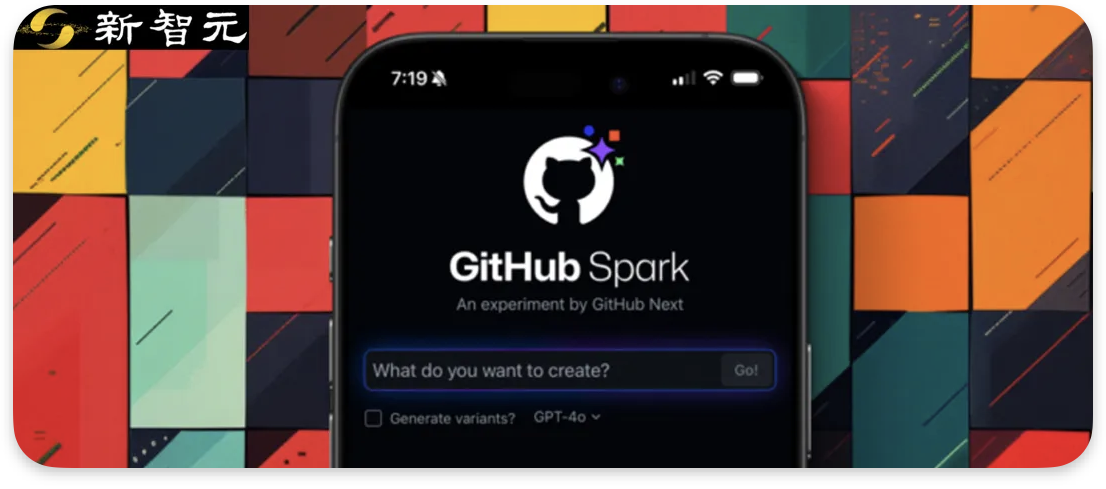 新智元
7:19
GitHub Spark
An experiment by GitHub Next
What do you want to create?
Go!
Generate variants?
GPT-4o